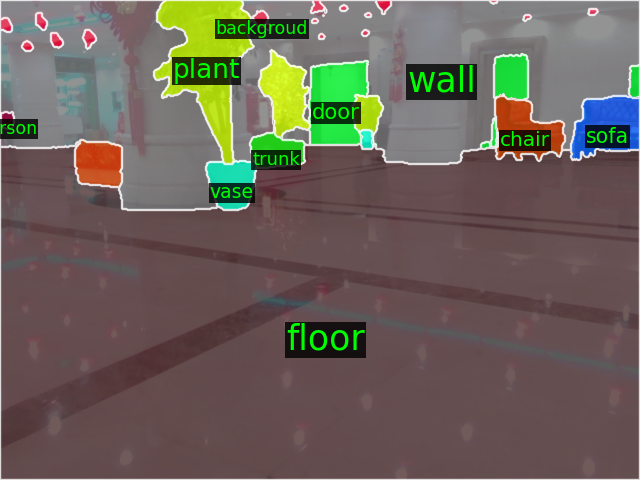 backgroud
plant
wall
door
rson
chair
sofa
trunk
vase
floor